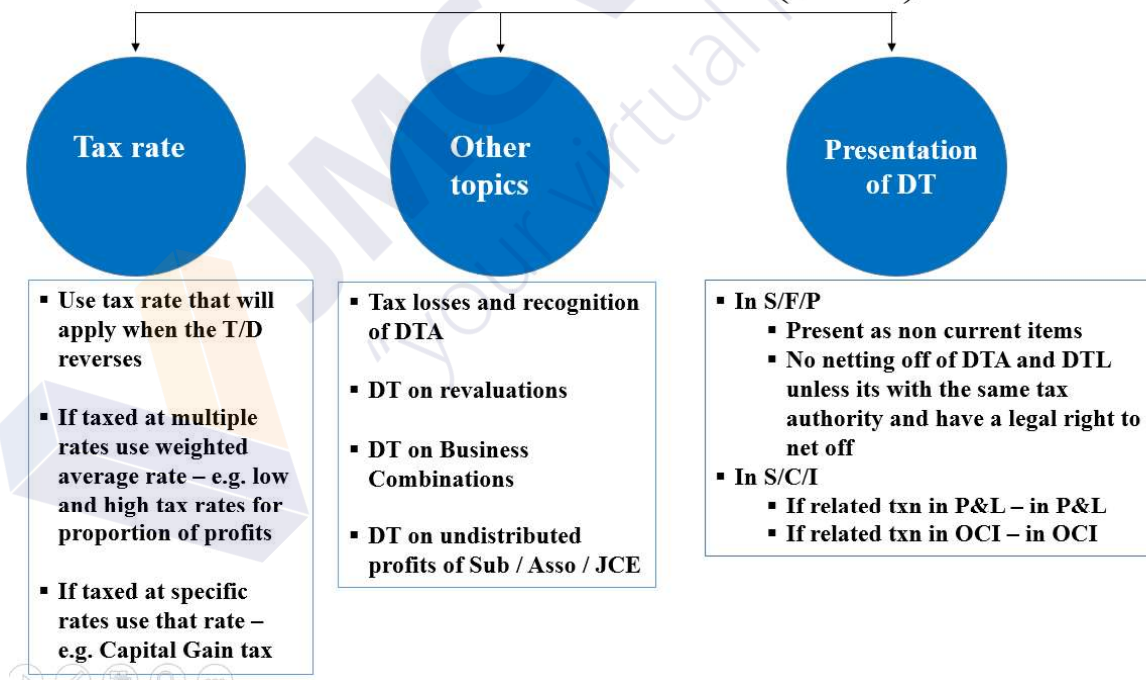 Tax rate
Other
topics
Presentation
of DT
▪ Use tax rate that will
apply when the T/D
reverses
▪ If taxed at multiple
rates use weighted
average rate – e.g. low
and high tax rates for
proportion of profits
▪ If taxed at specific
rates use that rate –
e.g. Capital Gain tax
▪ Tax losses and recognition
of DTA
▪ DT on revaluations
▪ DT on Business
Combinations
▪ DT on undistributed
profits of Sub / Asso / JCE
▪ In S/F/P
▪ Present as non current items
▪ No netting off of DTA and DTL
unless its with the same tax
authority and have a legal right to
net off
▪ In S/C/I
▪ If related txn in P&L – in P&L
▪ If related txn in OCI – in OCI
JMC
"your virtual